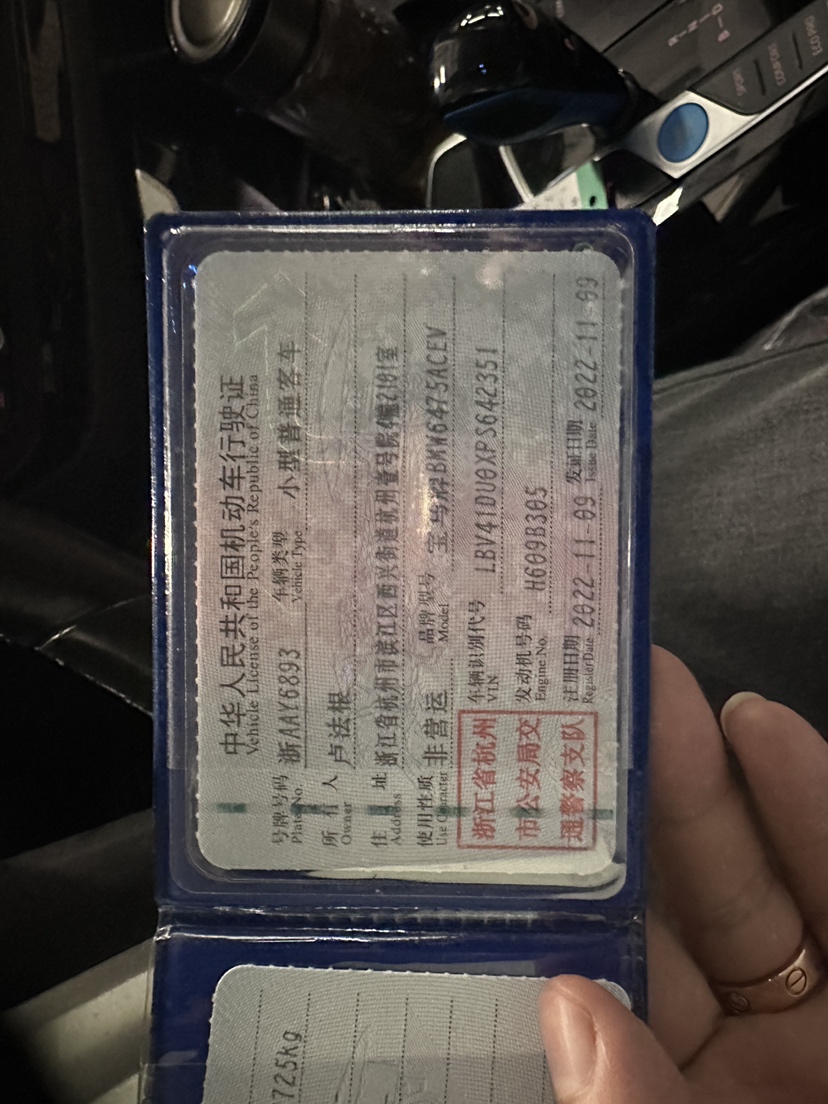 中华人民共和国机动车行驶证
Vehicle License of the People's Republic of China
号牌号码 浙AAY6893 车辆类型 小型普通客车
Plate No. Vehicle Type
所有人 卢法根
Owner
住址 浙江省杭州市滨江区西兴街道杭州壹号院4幢2101室
Address
使用性质 非营运 品牌型号 宝马牌BMW6475ACEV
Use Character Model
浙江省杭州
市公安局交
通警察支队
车辆识别代号 LBV41DU0XPS642351
VIN
发动机号码 H609B305
Engine No.
注册日期 2022-11-09 发证日期 2022-11-09
Register Date Issue Date
725kg
R N D
B
SPORT
COMFORT
ECO PRO